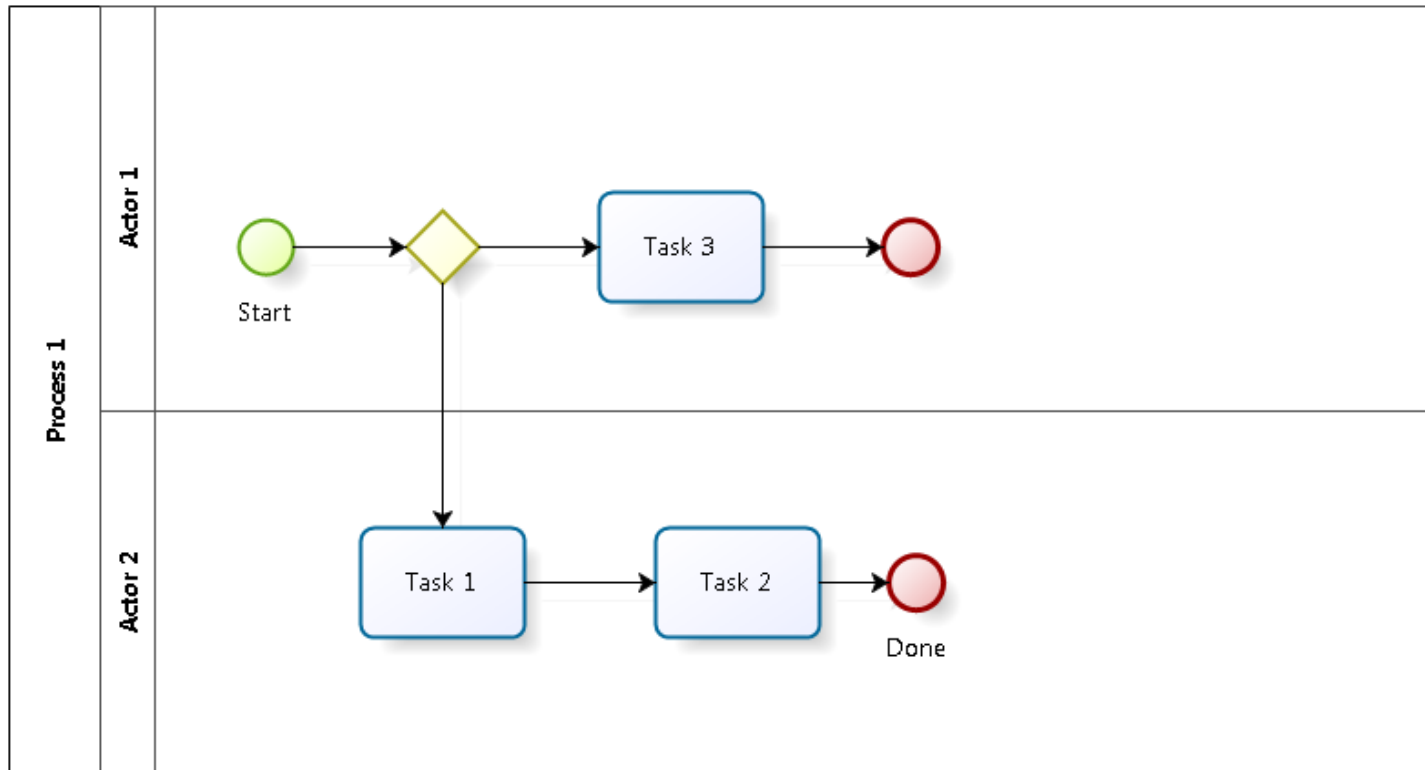 Process 1
Actor 1
Start
Task 3
Actor 2
Task 1
Task 2
Done